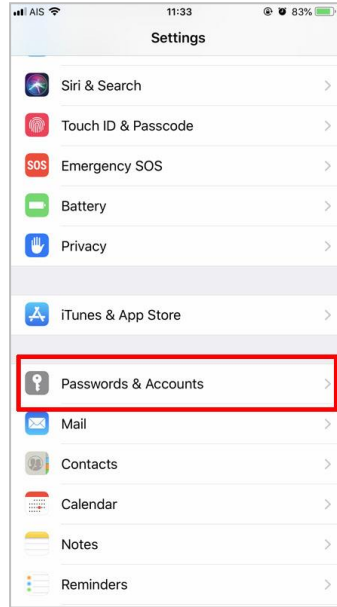 AIS 11:33 83%
Settings
Siri & Search
Touch ID & Passcode
SOS Emergency SOS
Battery
Privacy
iTunes & App Store
Passwords & Accounts
Mail
Contacts
Calendar
Notes
Reminders